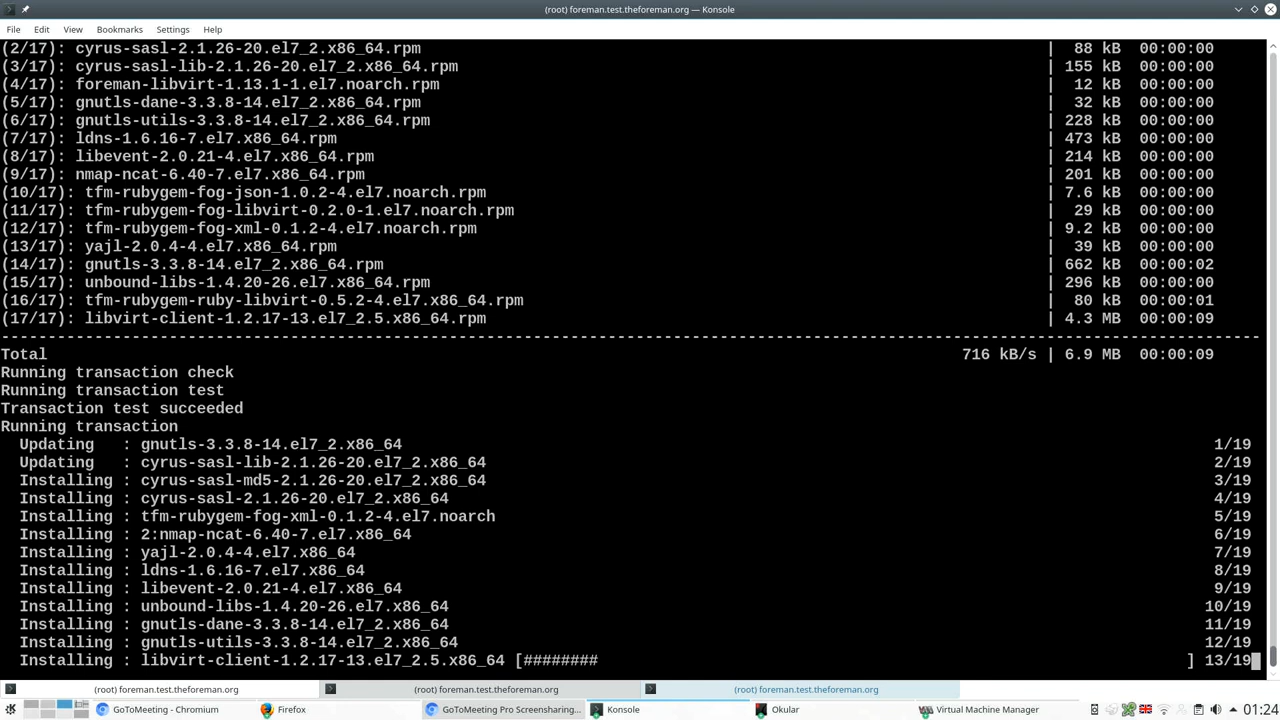 (root) foreman.test.theforeman.org — Konsole
File Edit View Bookmarks Settings Help
(2/17): cyrus-sasl-2.1.26-20.el7_2.x86_64.rpm | 88 kB 00:00:00
(3/17): cyrus-sasl-lib-2.1.26-20.el7_2.x86_64.rpm | 155 kB 00:00:00
(4/17): foreman-libvirt-1.13.1-1.el7.noarch.rpm | 12 kB 00:00:00
(5/17): gnutls-dane-3.3.8-14.el7_2.x86_64.rpm | 32 kB 00:00:00
(6/17): gnutls-utils-3.3.8-14.el7_2.x86_64.rpm | 228 kB 00:00:00
(7/17): ldns-1.6.16-7.el7.x86_64.rpm | 473 kB 00:00:00
(8/17): libevent-2.0.21-4.el7.x86_64.rpm | 214 kB 00:00:00
(9/17): nmap-ncat-6.40-7.el7.x86_64.rpm | 201 kB 00:00:00
(10/17): tfm-rubygem-fog-json-1.0.2-4.el7.noarch.rpm | 7.6 kB 00:00:00
(11/17): tfm-rubygem-fog-libvirt-0.2.0-1.el7.noarch.rpm | 29 kB 00:00:00
(12/17): tfm-rubygem-fog-xml-0.1.2-4.el7.noarch.rpm | 9.2 kB 00:00:00
(13/17): yajl-2.0.4-4.el7.x86_64.rpm | 39 kB 00:00:00
(14/17): gnutls-3.3.8-14.el7_2.x86_64.rpm | 662 kB 00:00:02
(15/17): unbound-libs-1.4.20-26.el7.x86_64.rpm | 296 kB 00:00:00
(16/17): tfm-rubygem-ruby-libvirt-0.5.2-4.el7.x86_64.rpm | 80 kB 00:00:01
(17/17): libvirt-client-1.2.17-13.el7_2.5.x86_64.rpm | 4.3 MB 00:00:09
--------------------------------------------------------------------------------
Total 716 kB/s | 6.9 MB 00:00:09
Running transaction check
Running transaction test
Transaction test succeeded
Running transaction
Updating : gnutls-3.3.8-14.el7_2.x86_64 1/19
Updating : cyrus-sasl-lib-2.1.26-20.el7_2.x86_64 2/19
Installing : cyrus-sasl-md5-2.1.26-20.el7_2.x86_64 3/19
Installing : cyrus-sasl-2.1.26-20.el7_2.x86_64 4/19
Installing : tfm-rubygem-fog-xml-0.1.2-4.el7.noarch 5/19
Installing : 2:nmap-ncat-6.40-7.el7.x86_64 6/19
Installing : yajl-2.0.4-4.el7.x86_64 7/19
Installing : ldns-1.6.16-7.el7.x86_64 8/19
Installing : libevent-2.0.21-4.el7.x86_64 9/19
Installing : unbound-libs-1.4.20-26.el7.x86_64 10/19
Installing : gnutls-dane-3.3.8-14.el7_2.x86_64 11/19
Installing : gnutls-utils-3.3.8-14.el7_2.x86_64 12/19
Installing : libvirt-client-1.2.17-13.el7_2.5.x86_64 [######## ] 13/19
(root) foreman.test.theforeman.org (root) foreman.test.theforeman.org (root) foreman.test.theforeman.org
GoToMeeting - Chromium Firefox GoToMeeting Pro Screensharing... Konsole Okular Virtual Machine Manager 01:24